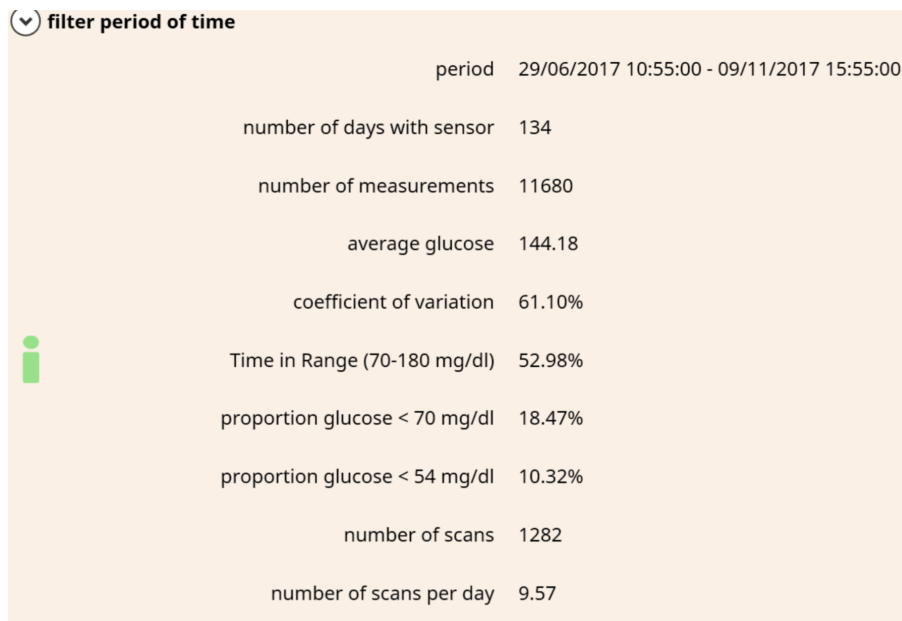 filter period of time
period 29/06/2017 10:55:00 - 09/11/2017 15:55:00
number of days with sensor 134
number of measurements 11680
average glucose 144.18
coefficient of variation 61.10%
Time in Range (70-180 mg/dl) 52.98%
proportion glucose < 70 mg/dl 18.47%
proportion glucose < 54 mg/dl 10.32%
number of scans 1282
number of scans per day 9.57